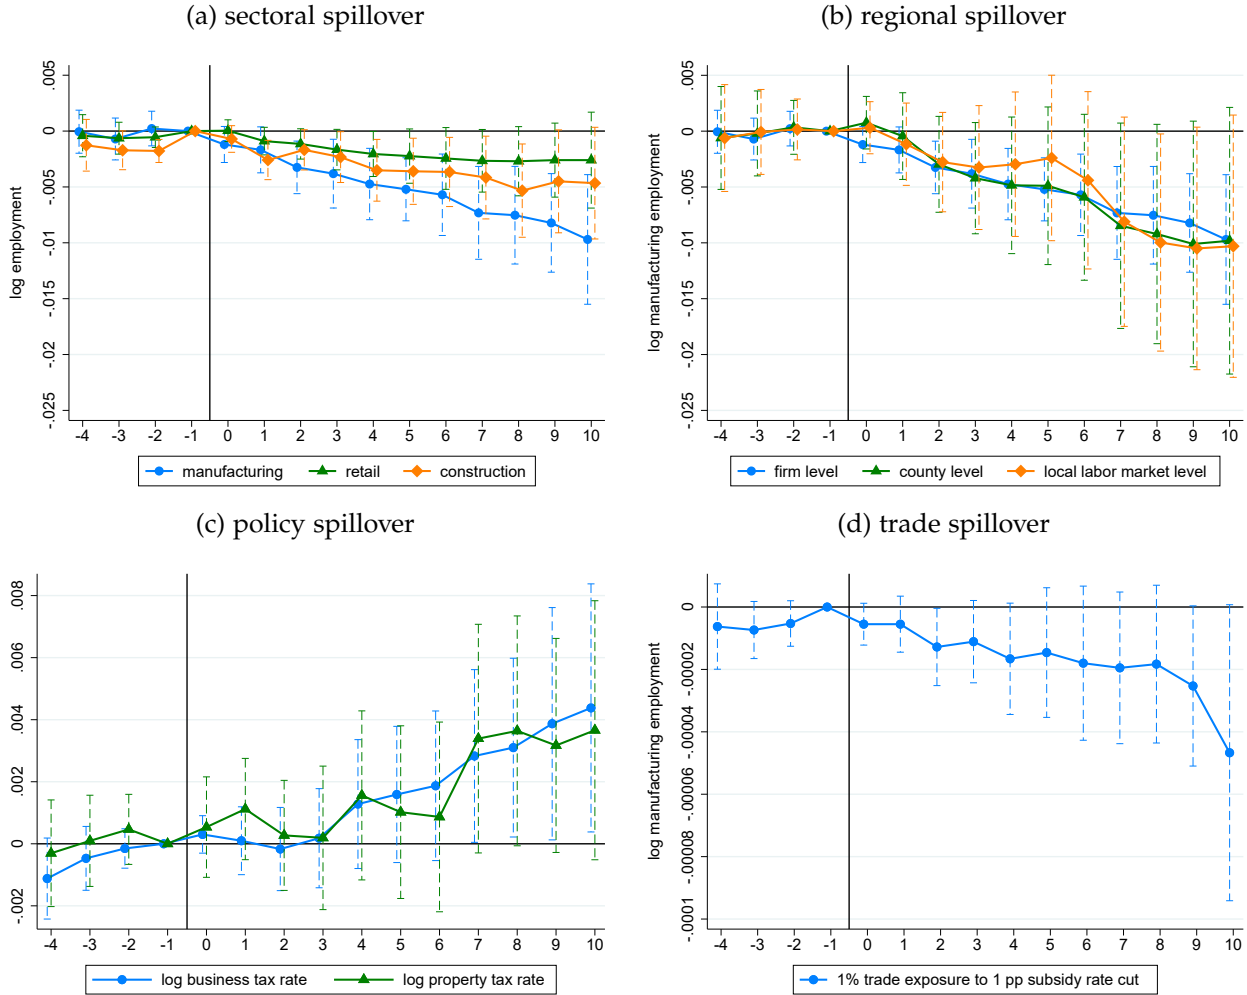 (a) sectoral spillover
log employment
.005
0
-.005
-.01
-.015
-.02
-.025
-4 -3 -2 -1 0 1 2 3 4 5 6 7 8 9 10
manufacturing retail construction
(b) regional spillover
log manufacturing employment
.005
0
-.005
-.01
-.015
-.02
-.025
-4 -3 -2 -1 0 1 2 3 4 5 6 7 8 9 10
firm level county level local labor market level
(c) policy spillover
.008
.006
.004
.002
0
-.002
-4 -3 -2 -1 0 1 2 3 4 5 6 7 8 9 10
log business tax rate log property tax rate
(d) trade spillover
log manufacturing employment
0
-.00002
-.00004
-.00006
-.00008
-.0001
-4 -3 -2 -1 0 1 2 3 4 5 6 7 8 9 10
1% trade exposure to 1 pp subsidy rate cut